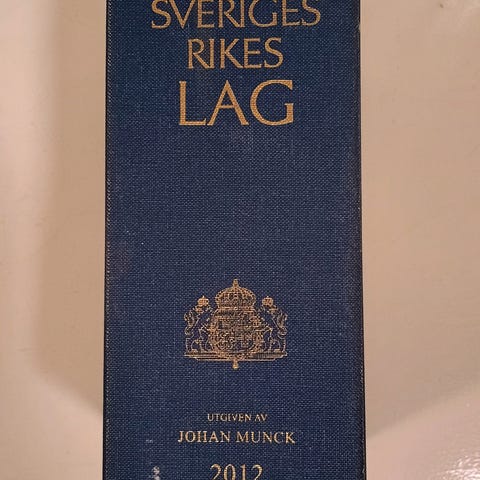 SVERIGES
RIKES
LAG
UTGIVEN AV
JOHAN MUNCK
2012